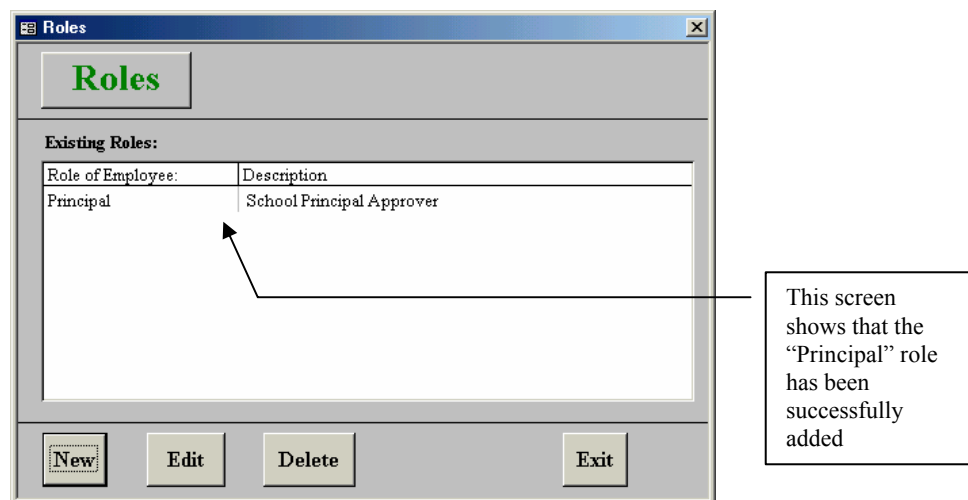 Roles
Roles
Existing Roles:
Role of Employee: Description
Principal School Principal Approver
This screen
shows that the
“Principal” role
has been
successfully
added
New Edit Delete Exit